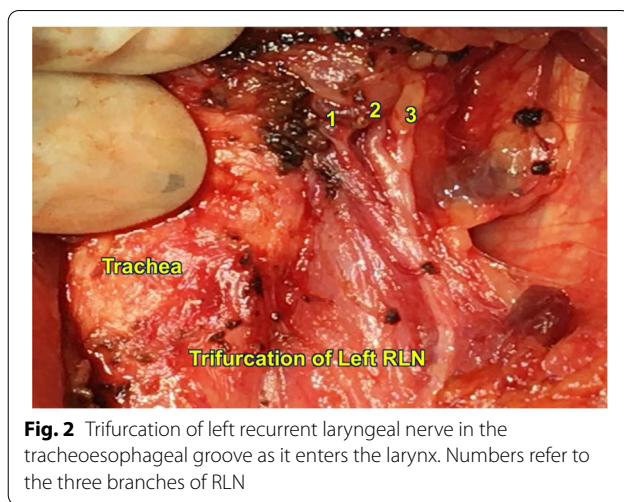 1 2 3
Trachea
Trifurcation of Left RLN
Fig. 2 Trifurcation of left recurrent laryngeal nerve in the
tracheoesophageal groove as it enters the larynx. Numbers refer to
the three branches of RLN